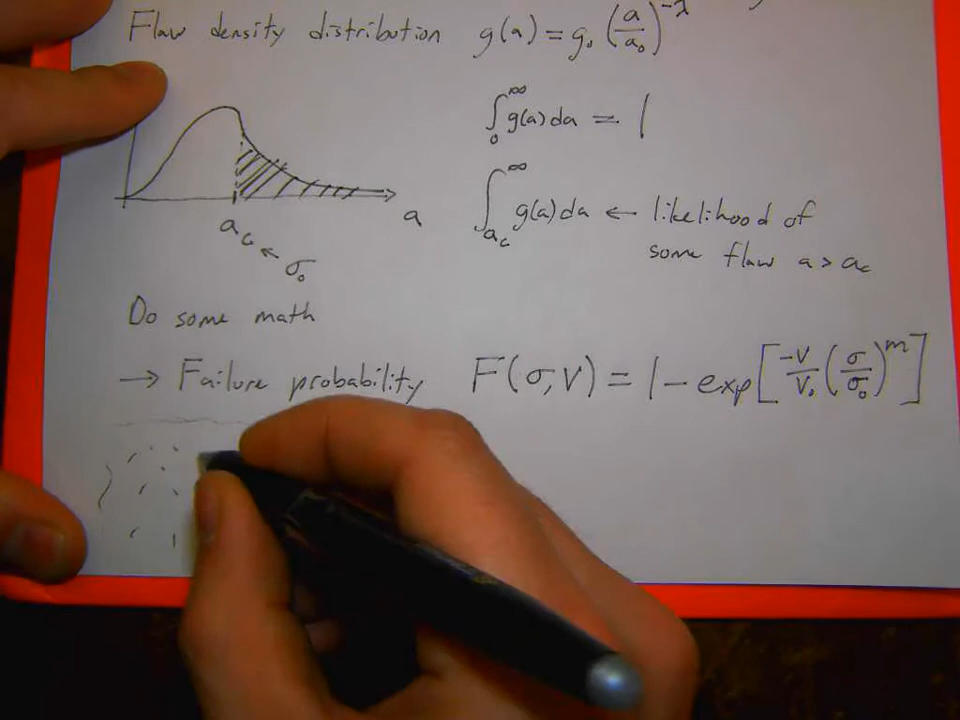 Flaw density distribution g(a) = g₀ (a/a₀)^-λ
∫₀^∞ g(a) da = 1
∫_{a_c}^∞ g(a) da ← likelihood of
some flaw a > a_c
a
a_c ← σ₀
Do some math
→ Failure probability F(σ, V) = 1 - exp[-V/V₀ (σ/σ₀)^m]